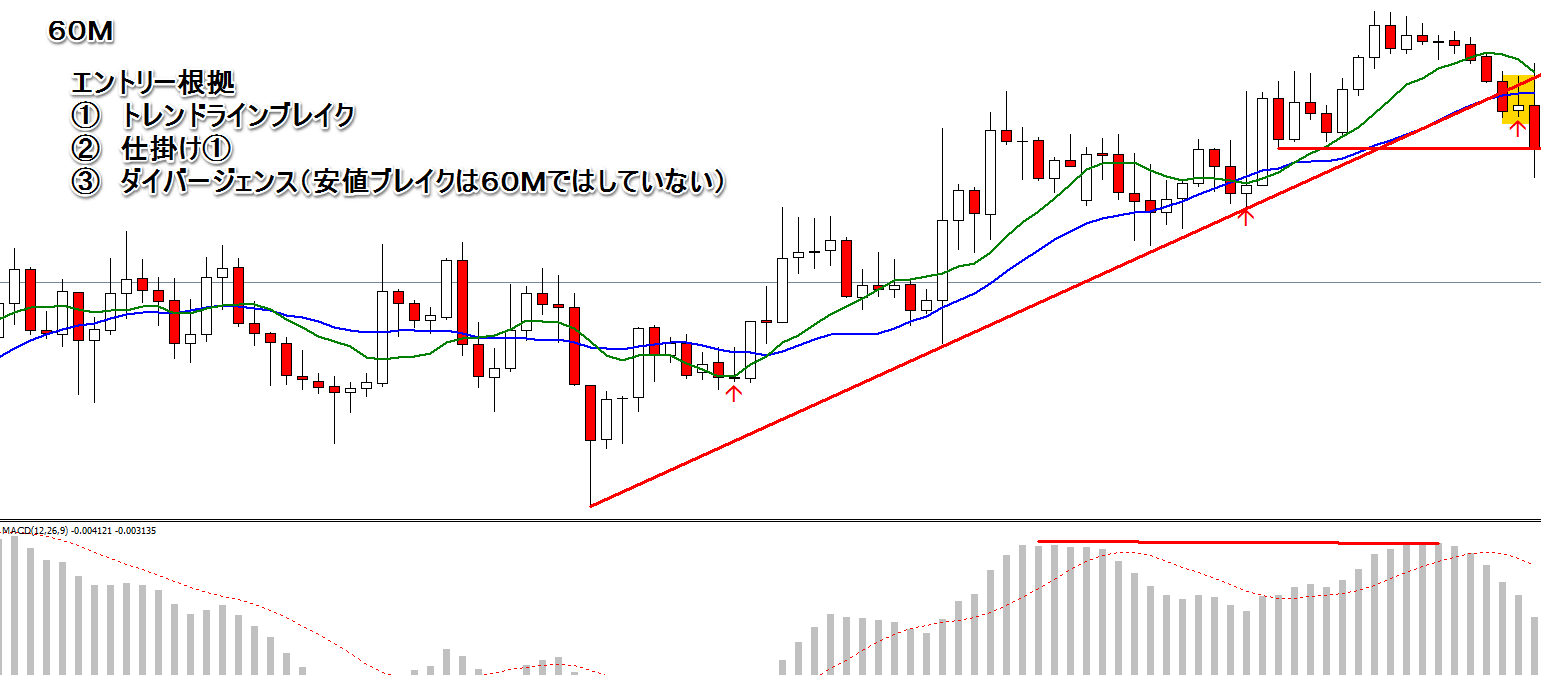 60M
エントリー根拠
① トレンドラインブレイク
② 仕掛け①
③ ダイバージェンス(安値ブレイクは60Mではしていない)
MACD(12,26,9) -0.004121 -0.003135